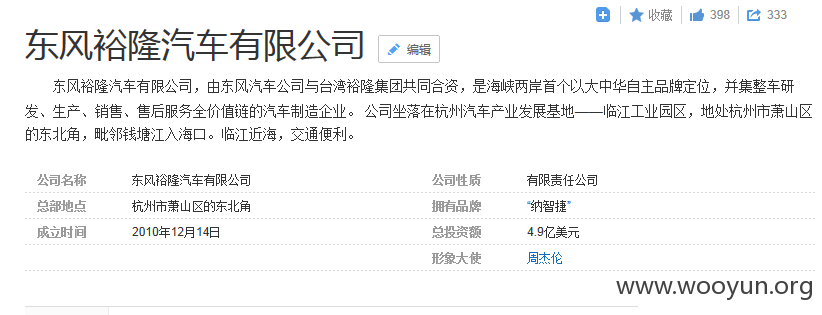 收藏 398 333
东风裕隆汽车有限公司 编辑
东风裕隆汽车有限公司，由东风汽车公司与台湾裕隆集团共同合资，是海峡两岸首个以大中华自主品牌定位，并集整车研
发、生产、销售、售后服务全价值链的汽车制造企业。 公司坐落在杭州汽车产业发展基地——临江工业园区，地处杭州市萧山区
的东北角，毗邻钱塘江入海口。临江近海，交通便利。
公司名称 东风裕隆汽车有限公司 公司性质 有限责任公司
总部地点 杭州市萧山区的东北角 拥有品牌 “纳智捷”
成立时间 2010年12月14日 总投资额 4.9亿美元
形象大使 周杰伦
www.wooyun.org